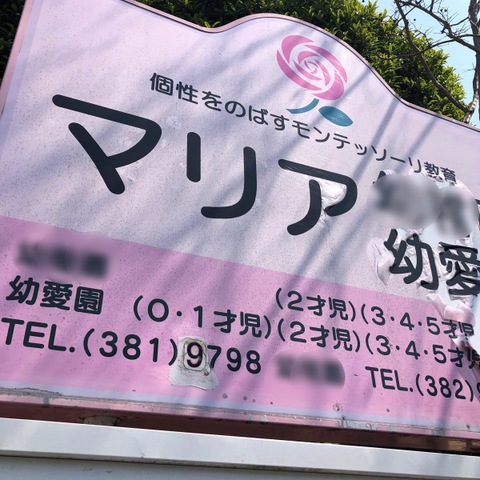 個性をのばすモンテッソーリ教育
マリア
幼愛
(2才児)(3・4・5才児
幼愛園 (0・1才児)(2才児)(3・4・5才児
TEL.(381)9798 TEL.(382)